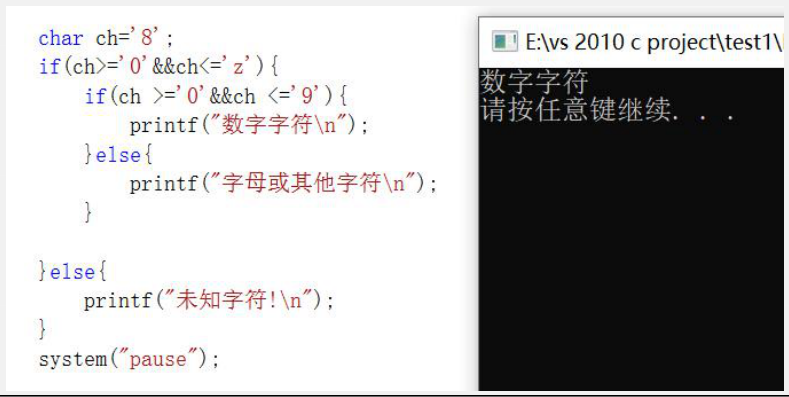 char ch='8';
if(ch>='0'&&ch<='z'){
if(ch >='0'&&ch <='9'){
printf("数字字符\n");
}else{
printf("字母或其他字符\n");
}
}else{
printf("未知字符!\n");
}
system("pause");
E:\vs 2010 c project\test1\
数字字符
请按任意键继续. . .